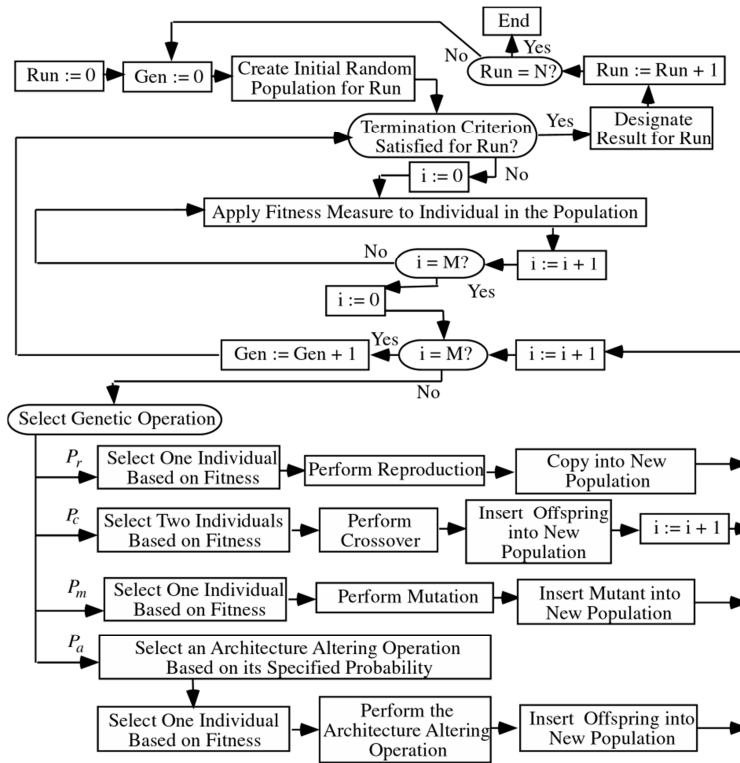 End
No
Yes
Run := 0
Gen := 0
Create Initial Random
Population for Run
Run = N?
Run := Run + 1
Termination Criterion
Satisfied for Run?
Yes
Designate
Result for Run
i := 0
No
Apply Fitness Measure to Individual in the Population
No
i = M?
i := i + 1
Yes
i := 0
Gen := Gen + 1
Yes
i = M?
i := i + 1
No
Select Genetic Operation
Pr
Select One Individual
Based on Fitness
Perform Reproduction
Copy into New
Population
Pc
Select Two Individuals
Based on Fitness
Perform
Crossover
Insert Offspring
into New
Population
i := i + 1
Pm
Select One Individual
Based on Fitness
Perform Mutation
Insert Mutant into
New Population
Pa
Select an Architecture Altering Operation
Based on its Specified Probability
Select One Individual
Based on Fitness
Perform the
Architecture Altering
Operation
Insert Offspring into
New Population